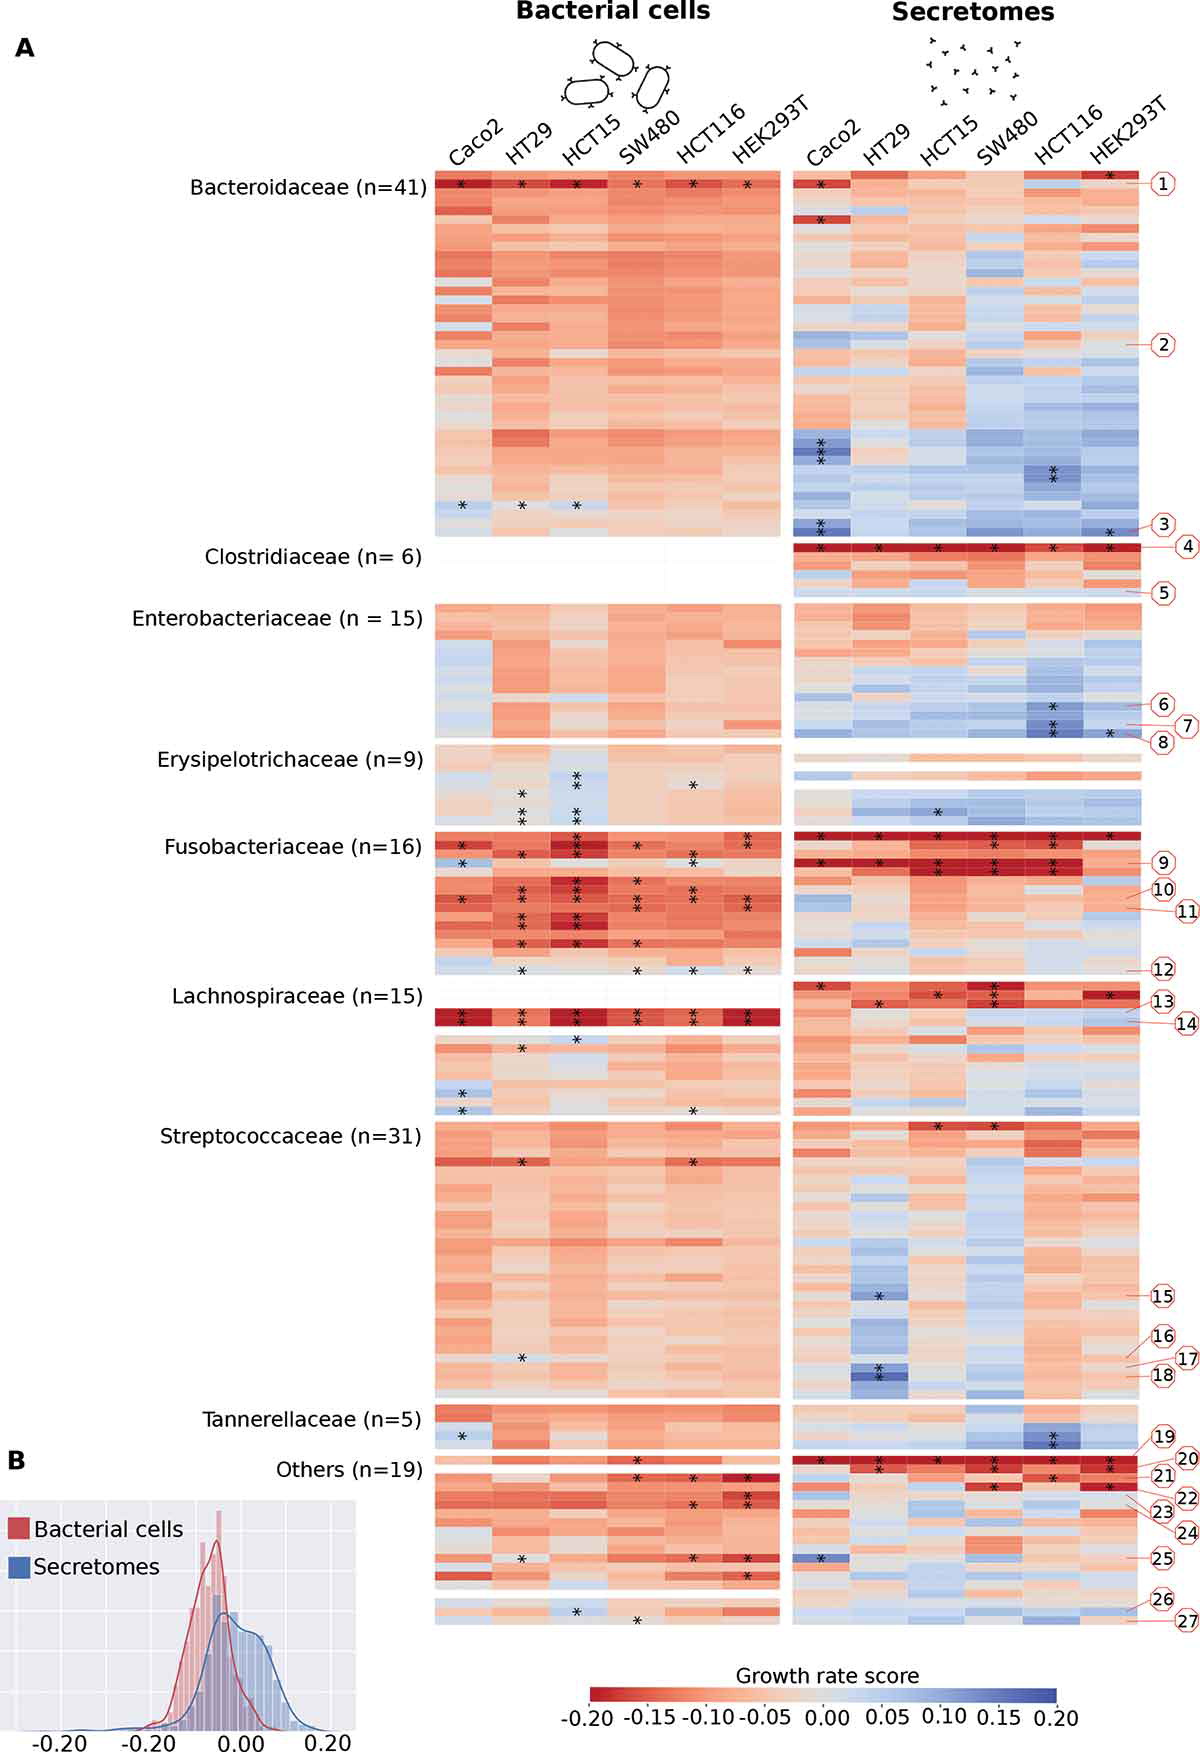 Bacterial cells Secretomes
A
Caco2 HT29 HCT15 SW480 HCT116 HEK293T Caco2 HT29 HCT15 SW480 HCT116 HEK293T
Bacteroidaceae (n=41)
1
2
3
4
Clostridiaceae (n= 6)
5
Enterobacteriaceae (n = 15)
6
7
8
Erysipelotrichaceae (n=9)
Fusobacteriaceae (n=16)
9
10
11
12
Lachnospiraceae (n=15)
13
14
Streptococcaceae (n=31)
15
16
17
18
Tannerellaceae (n=5)
19
20
Others (n=19)
21
22
23
24
25
26
27
B
Bacterial cells
Secretomes
-0.20 -0.20 0.00 0.20
Growth rate score
-0.20 -0.15 -0.10 -0.05 0.00 0.05 0.10 0.15 0.20